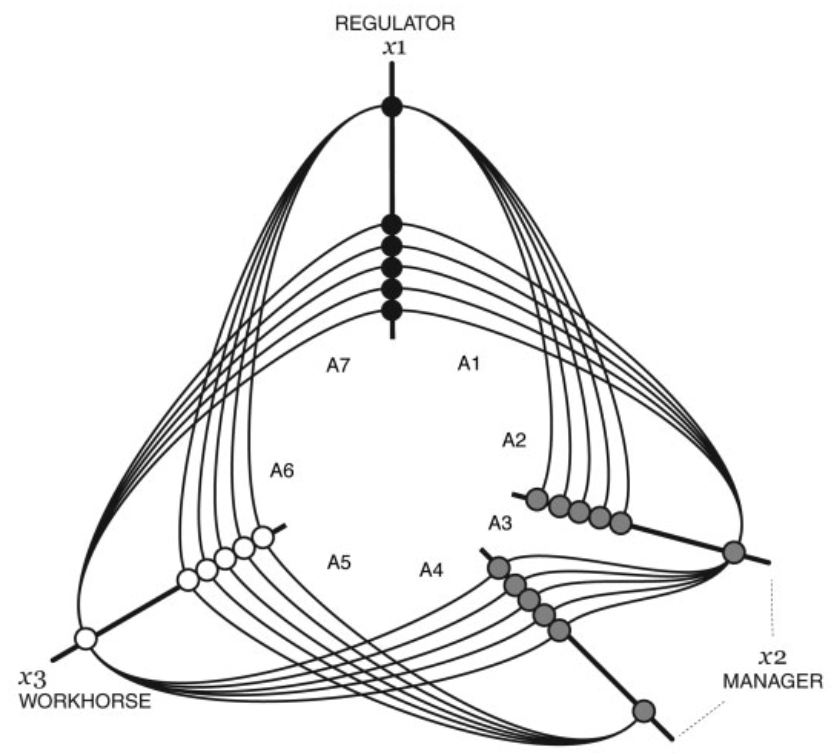 REGULATOR
x1
A7
A1
A2
A6
A3
A5
A4
x2
MANAGER
x3
WORKHORSE